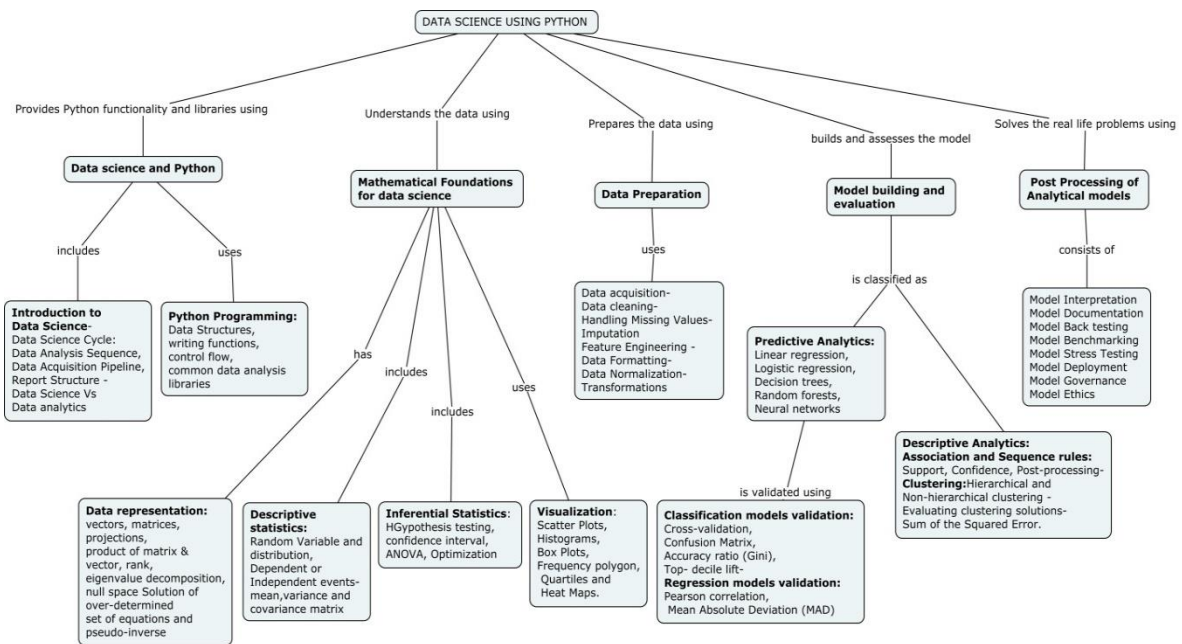 DATA SCIENCE USING PYTHON
Provides Python functionality and libraries using
Understands the data using
Prepares the data using
builds and assesses the model
Solves the real life problems using
Data science and Python
Mathematical Foundations
for data science
Data Preparation
Model building and
evaluation
Post Processing of
Analytical models
includes
uses
uses
consists of
is classified as
Introduction to
Data Science-
Data Science Cycle:
Data Analysis Sequence,
Data Acquisition Pipeline,
Report Structure -
Data Science Vs
Data analytics
Python Programming:
Data Structures,
writing functions,
control flow,
common data analysis
libraries
has
includes
includes
uses
Data acquisition-
Data cleaning-
Handling Missing Values-
Imputation
Feature Engineering -
Data Formatting-
Data Normalization-
Transformations
Predictive Analytics:
Linear regression,
Logistic regression,
Decision trees,
Random forests,
Neural networks
Model Interpretation
Model Documentation
Model Back testing
Model Benchmarking
Model Stress Testing
Model Deployment
Model Governance
Model Ethics
Descriptive Analytics:
Association and Sequence rules:
Support, Confidence, Post-processing-
Clustering:Hierarchical and
Non-hierarchical clustering -
Evaluating clustering solutions-
Sum of the Squared Error.
is validated using
Data representation:
vectors, matrices,
projections,
product of matrix &
vector, rank,
eigenvalue decomposition,
null space Solution of
over-determined
set of equations and
pseudo-inverse
Descriptive
statistics:
Random Variable and
distribution,
Dependent or
Independent events-
mean,variance and
covariance matrix
Inferential Statistics:
HGypothesis testing,
confidence interval,
ANOVA, Optimization
Visualization:
Scatter Plots,
Histograms,
Box Plots,
Frequency polygon,
Quartiles and
Heat Maps.
Classification models validation:
Cross-validation,
Confusion Matrix,
Accuracy ratio (Gini),
Top- decile lift-
Regression models validation:
Pearson correlation,
Mean Absolute Deviation (MAD)